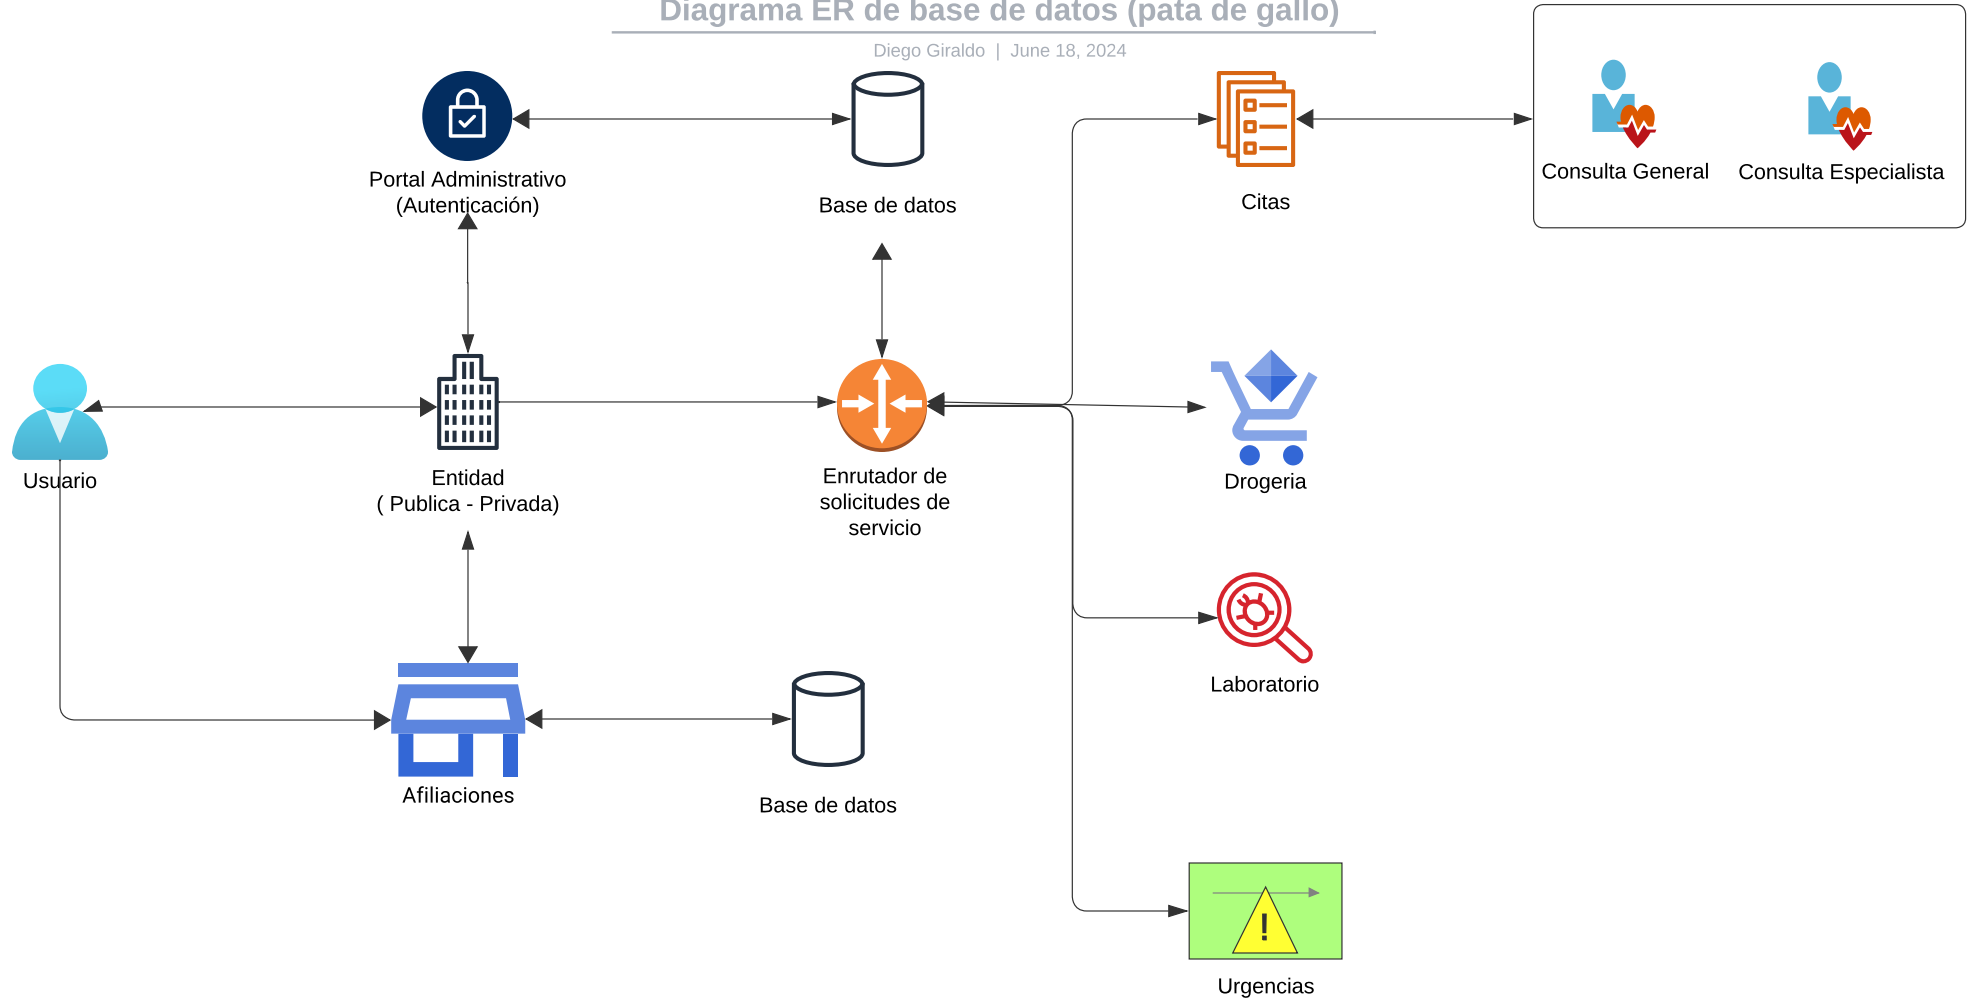 Diagrama ER de base de datos (pata de gallo)
Diego Giraldo | June 18, 2024
Portal Administrativo
(Autenticación)
Base de datos
Citas
Consulta General
Consulta Especialista
Usuario
Entidad
( Publica - Privada)
Enrutador de
solicitudes de
servicio
Drogeria
Laboratorio
Afiliaciones
Base de datos
!
Urgencias